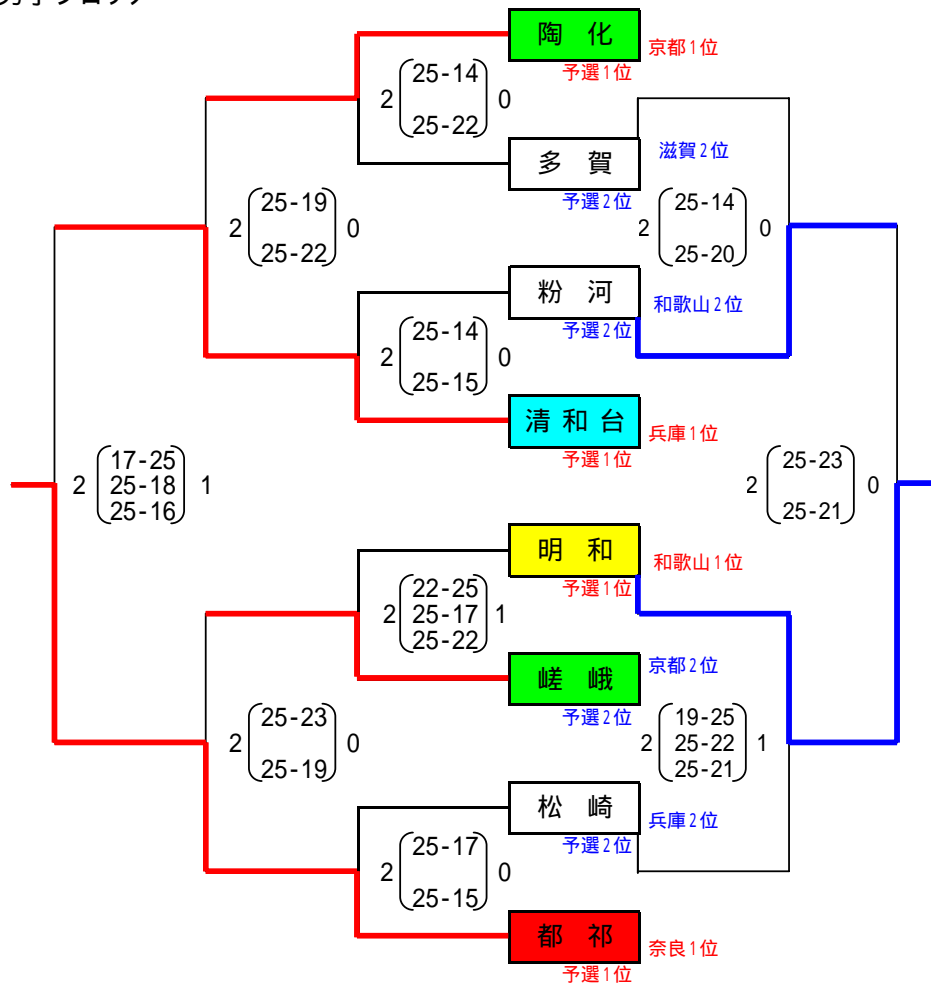 陶 化
京都1位
予選1位
25-14
2 0
25-22
多 賀
滋賀2位
予選2位
25-19
2 0
25-22
25-14
2 0
25-20
粉 河
和歌山2位
予選2位
25-14
2 0
25-15
清 和 台
兵庫1位
予選1位
17-25
2 25-18 1
25-16
25-23
2 0
25-21
明 和
和歌山1位
予選1位
22-25
2 25-17 1
25-22
嵯 峨
京都2位
予選2位
25-23
2 0
25-19
19-25
2 25-22 1
25-21
松 崎
兵庫2位
予選2位
25-17
2 0
25-15
都 祁
奈良1位
予選1位